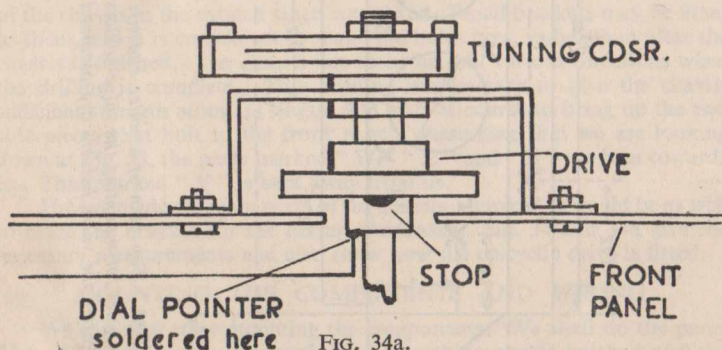 TUNING CDSR.
DRIVE
STOP
FRONT
PANEL
DIAL POINTER
soldered here
FIG. 34a.